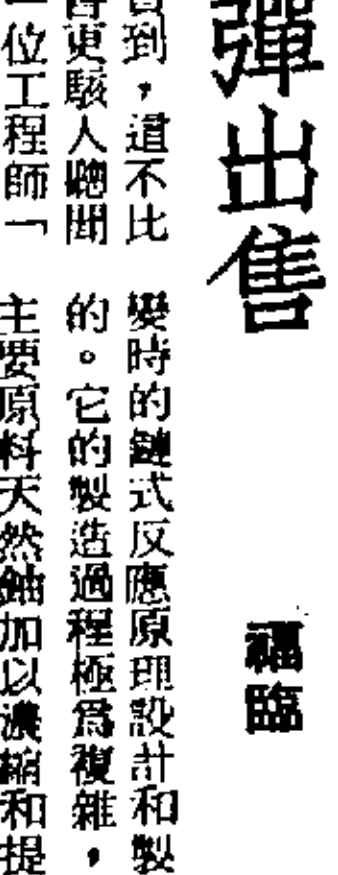 彈出售
福臨
買到，這不比
更駭人聽聞
一位工程師「
變時的鏈式反應原理設計和製
的。它的製造過程極爲複雜，
主要原料天然鈾加以濃縮和提